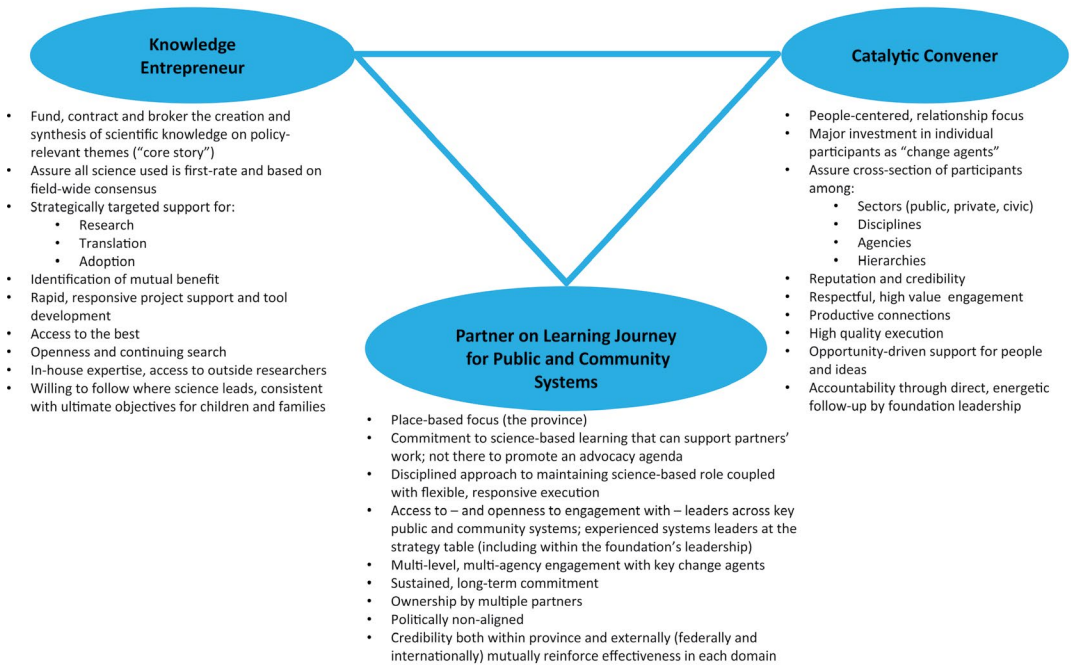 Knowledge
Entrepreneur
• Fund, contract and broker the creation and
synthesis of scientific knowledge on policy-
relevant themes (“core story”)
• Assure all science used is first-rate and based on
field-wide consensus
• Strategically targeted support for:
• Research
• Translation
• Adoption
• Identification of mutual benefit
• Rapid, responsive project support and tool
development
• Access to the best
• Openness and continuing search
• In-house expertise, access to outside researchers
• Willing to follow where science leads, consistent
with ultimate objectives for children and families
Catalytic Convener
• People-centered, relationship focus
• Major investment in individual
participants as “change agents”
• Assure cross-section of participants
among:
• Sectors (public, private, civic)
• Disciplines
• Agencies
• Hierarchies
• Reputation and credibility
• Respectful, high value engagement
• Productive connections
• High quality execution
• Opportunity-driven support for people
and ideas
• Accountability through direct, energetic
follow-up by foundation leadership
Partner on Learning Journey
for Public and Community
Systems
• Place-based focus (the province)
• Commitment to science-based learning that can support partners’
work; not there to promote an advocacy agenda
• Disciplined approach to maintaining science-based role coupled
with flexible, responsive execution
• Access to – and openness to engagement with – leaders across key
public and community systems; experienced systems leaders at the
strategy table (including within the foundation’s leadership)
• Multi-level, multi-agency engagement with key change agents
• Sustained, long-term commitment
• Ownership by multiple partners
• Politically non-aligned
• Credibility both within province and externally (federally and
internationally) mutually reinforce effectiveness in each domain